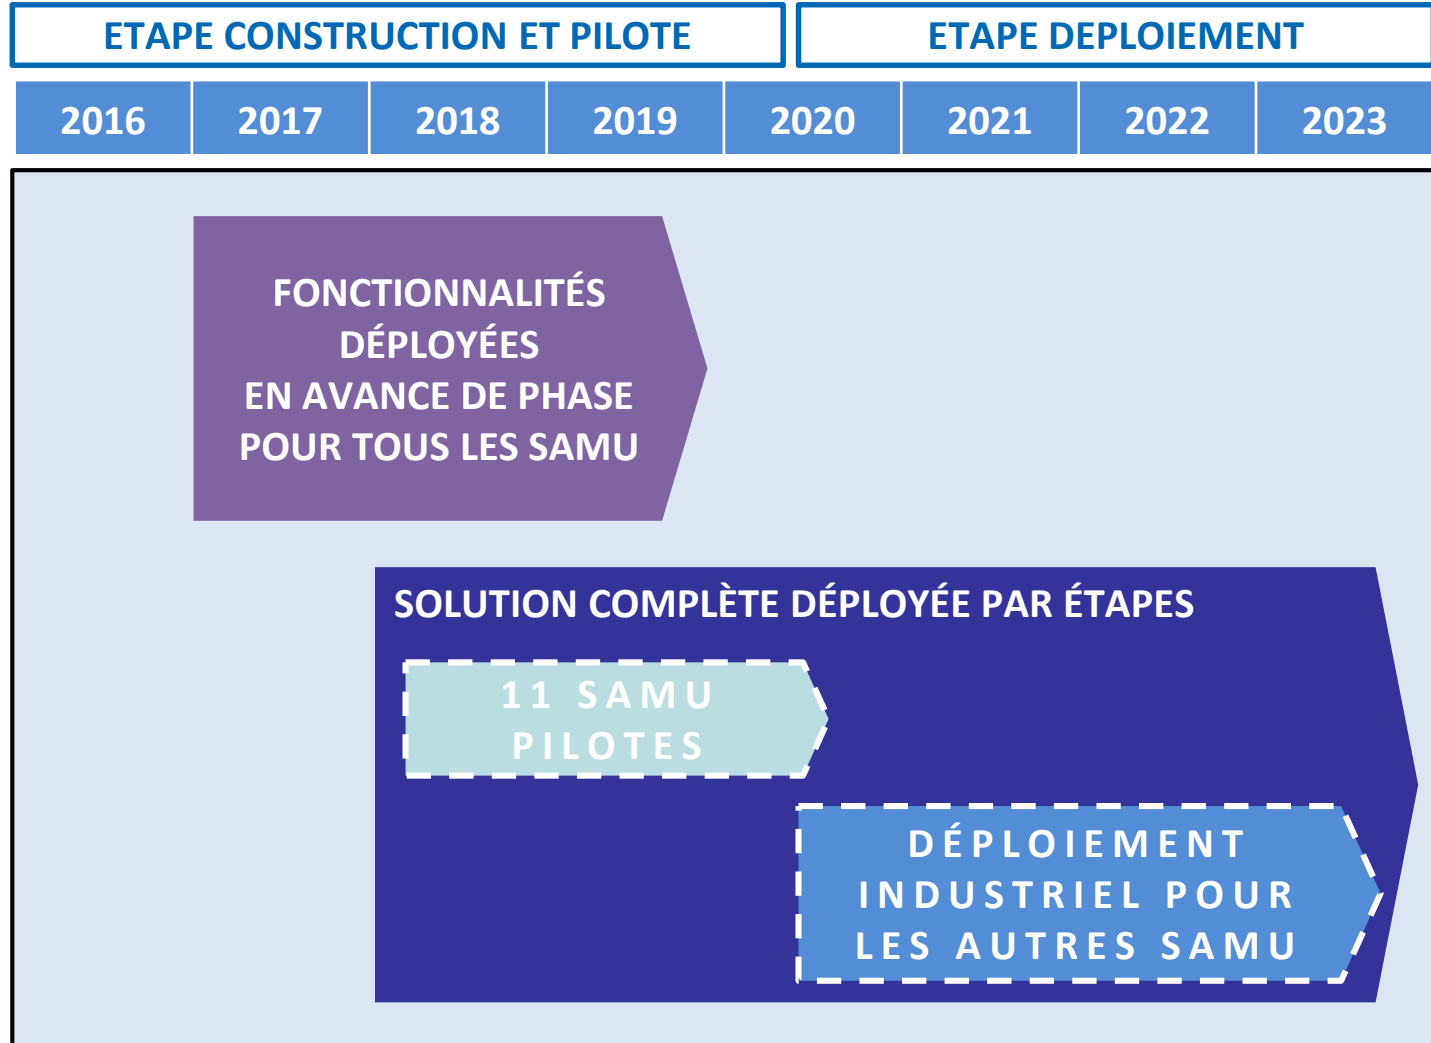 ETAPE CONSTRUCTION ET PILOTE
ETAPE DEPLOIEMENT
2016 2017 2018 2019 2020 2021 2022 2023
FONCTIONNALITÉS
DÉPLOYÉES
EN AVANCE DE PHASE
POUR TOUS LES SAMU
SOLUTION COMPLÈTE DÉPLOYÉE PAR ÉTAPES
11 SAMU
PILOTES
DÉPLOIEMENT
INDUSTRIEL POUR
LES AUTRES SAMU